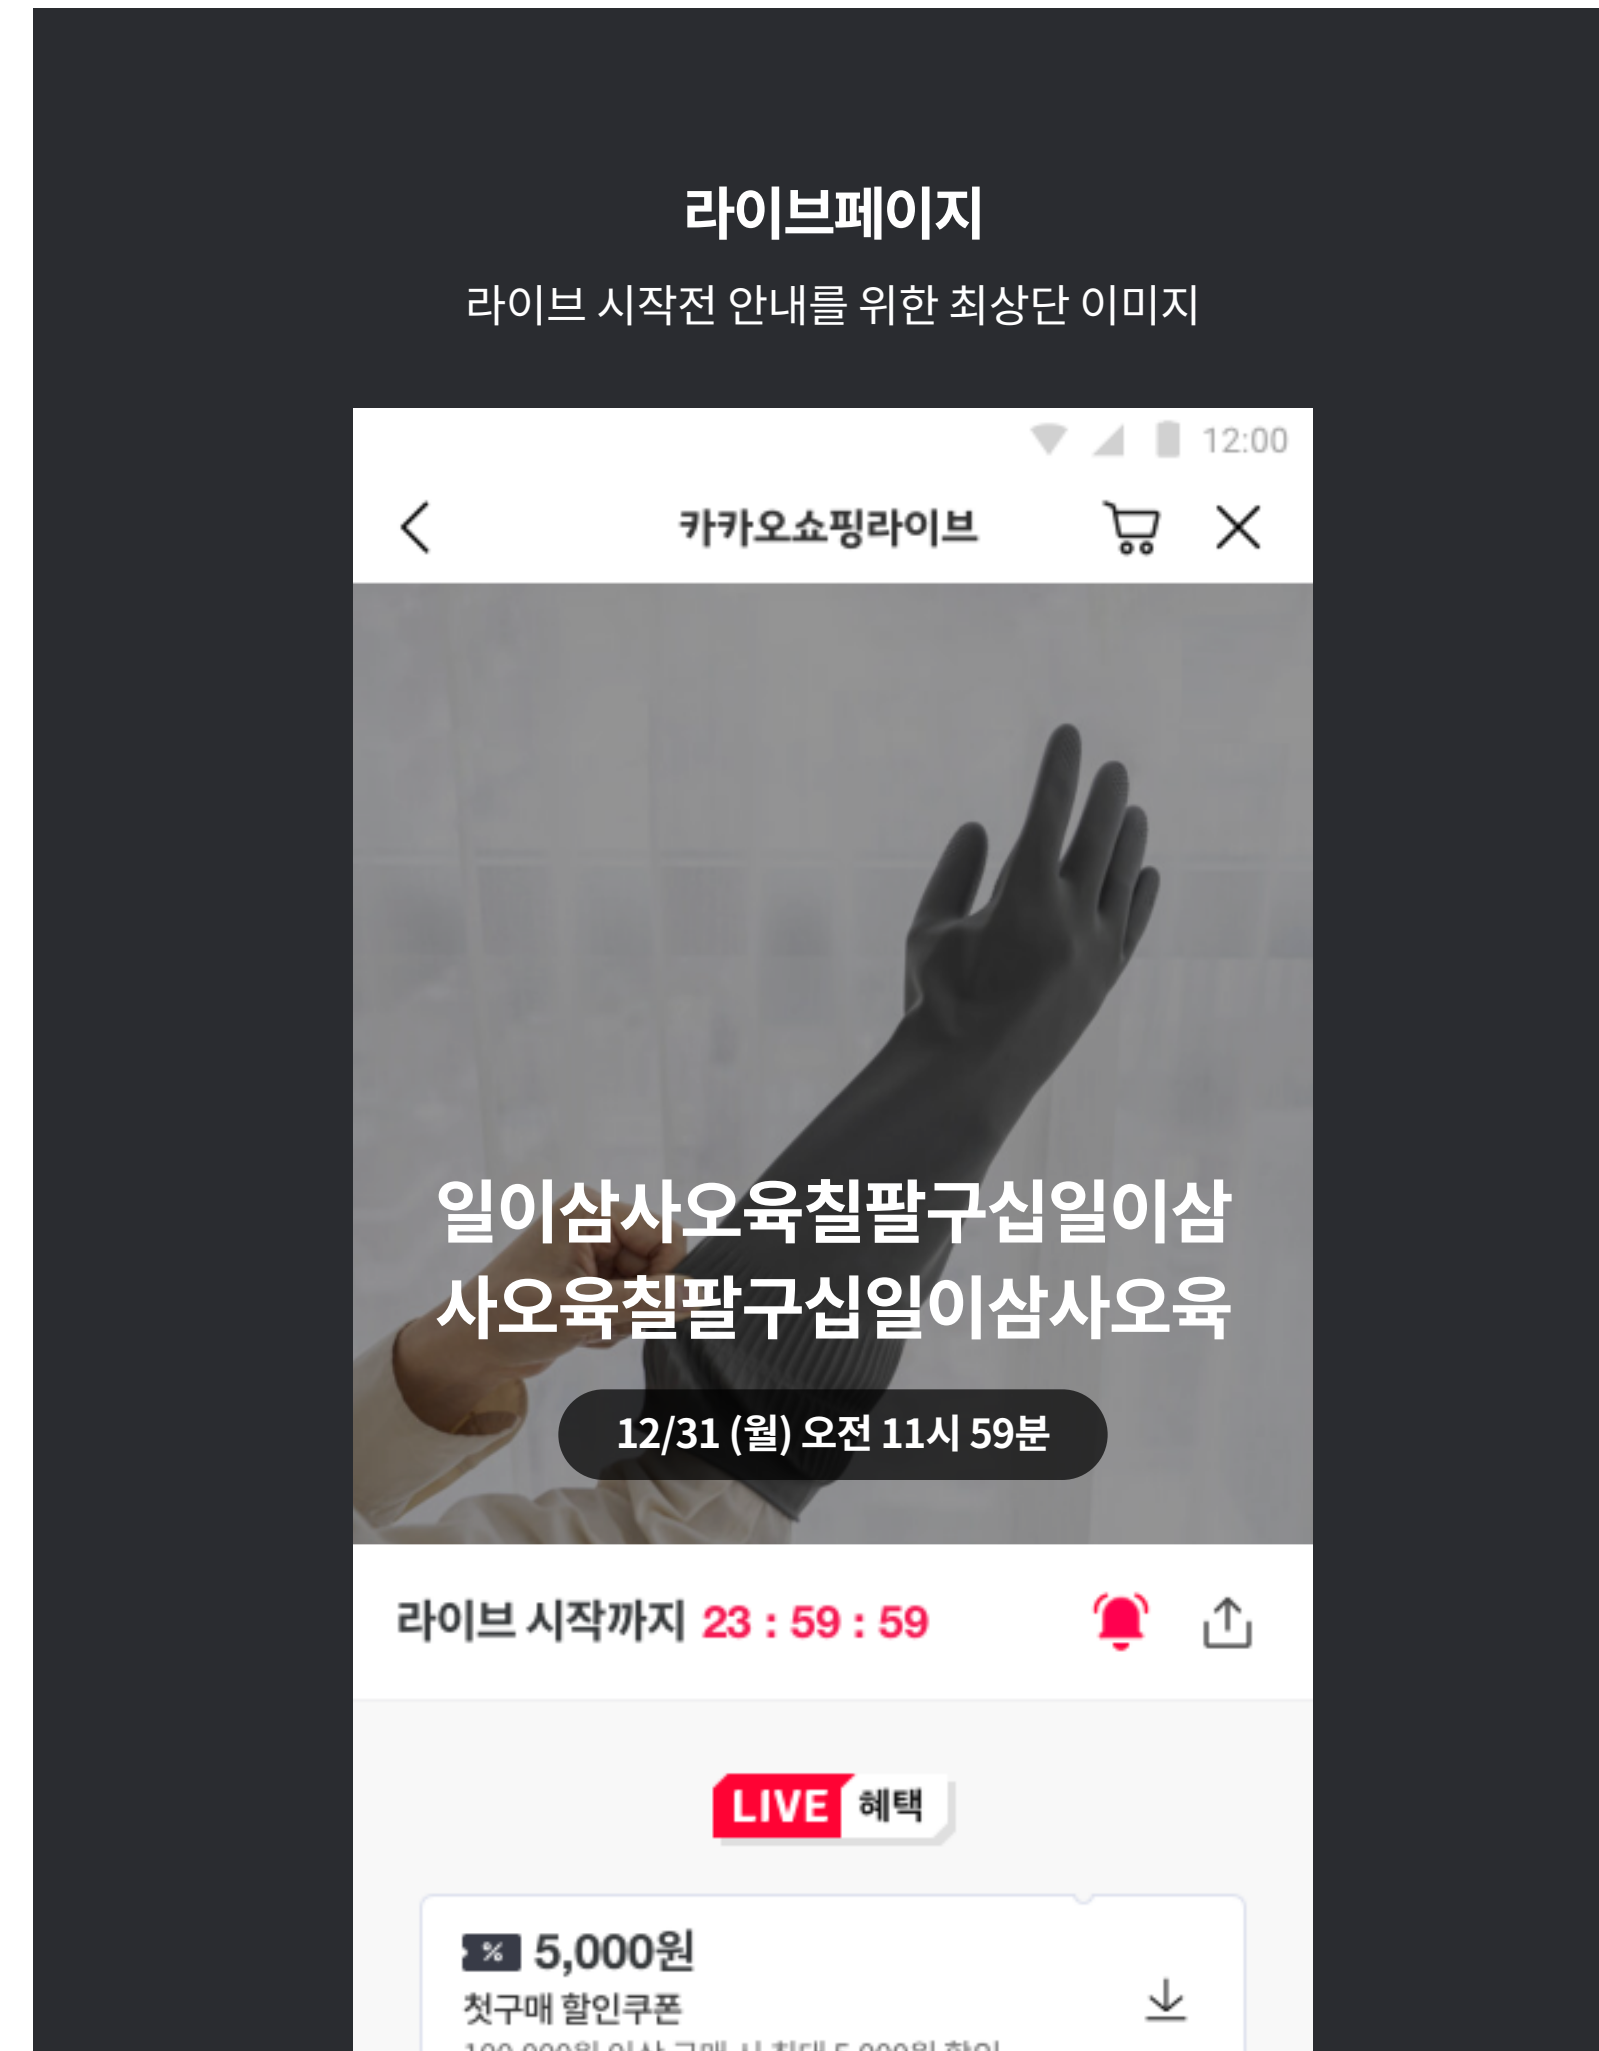 라이브페이지
라이브 시작전 안내를 위한 최상단 이미지
12:00
카카오쇼핑라이브
일이삼사오육칠팔구십일이삼
사오육칠팔구십일이삼사오육
12/31 (월) 오전 11시 59분
라이브 시작까지 23 : 59 : 59
LIVE 혜택
% 5,000원
첫구매 할인쿠폰